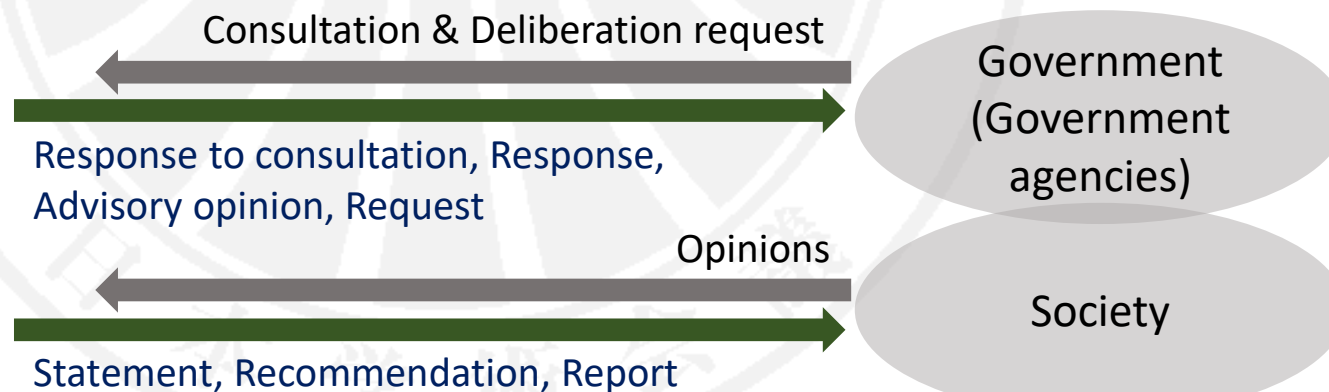 Consultation & Deliberation request
Government
(Government
agencies)
Response to consultation, Response,
Advisory opinion, Request
Opinions
Society
Statement, Recommendation, Report